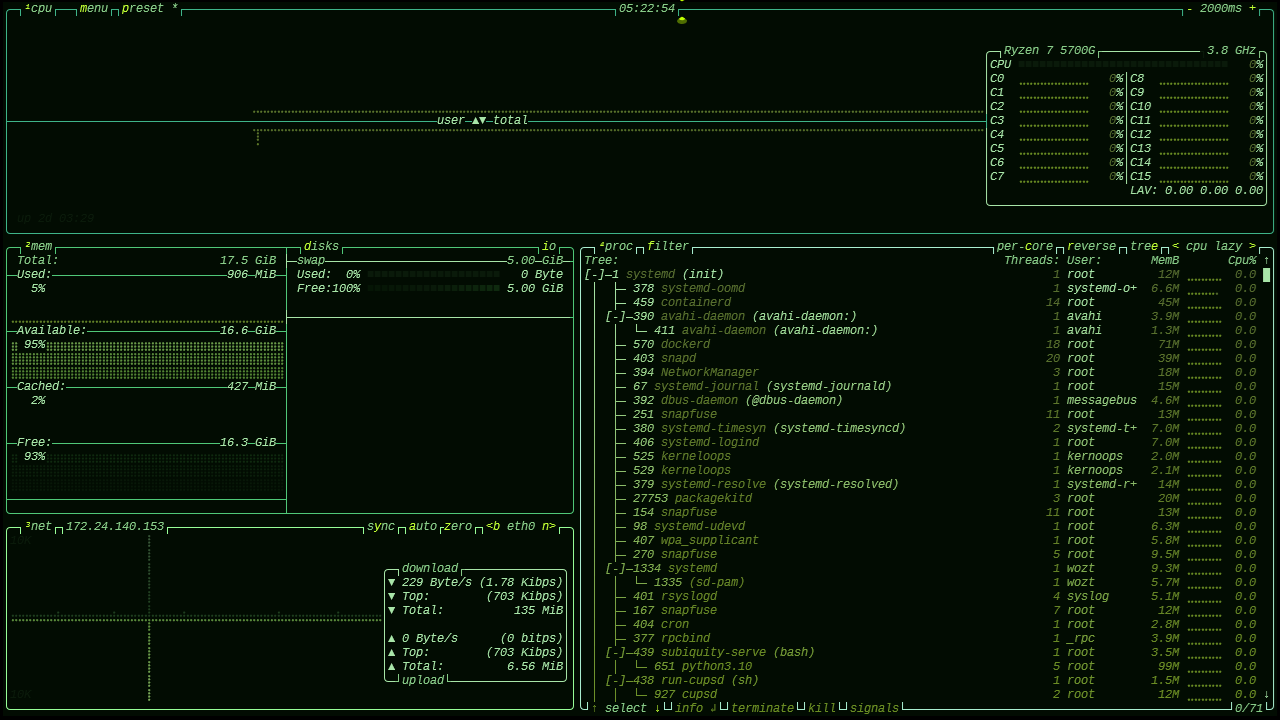 ¹cpu menu preset * 05:22:54 - 2000ms +
Ryzen 7 5700G 3.8 GHz
CPU 0%
C0 0% C8 0%
C1 0% C9 0%
C2 0% C10 0%
C3 0% C11 0%
C4 0% C12 0%
C5 0% C13 0%
C6 0% C14 0%
C7 0% C15 0%
LAV: 0.00 0.00 0.00
user ▲▼ total
up 2d 03:29
²mem
Total: 17.5 GiB
Used: 906 MiB
5%
Available: 16.6 GiB
95%
Cached: 427 MiB
2%
Free: 16.3 GiB
93%
disks io
swap 5.00 GiB
Used: 0% 0 Byte
Free:100% 5.00 GiB
³net 172.24.140.153 sync auto zero <b eth0 n>
10K
10K
download
▼ 229 Byte/s (1.78 Kibps)
▼ Top: (703 Kibps)
▼ Total: 135 MiB
▲ 0 Byte/s (0 bitps)
▲ Top: (703 Kibps)
▲ Total: 6.56 MiB
upload
⁴proc filter per-core reverse tree < cpu lazy >
Tree: Threads: User: MemB Cpu% ↑
[-]─1 systemd (init) 1 root 12M 0.0
├─ 378 systemd-oomd 1 systemd-o+ 6.6M 0.0
├─ 459 containerd 14 root 45M 0.0
[-]─390 avahi-daemon (avahi-daemon:) 1 avahi 3.9M 0.0
└─ 411 avahi-daemon (avahi-daemon:) 1 avahi 1.3M 0.0
├─ 570 dockerd 18 root 71M 0.0
├─ 403 snapd 20 root 39M 0.0
├─ 394 NetworkManager 3 root 18M 0.0
├─ 67 systemd-journal (systemd-journald) 1 root 15M 0.0
├─ 392 dbus-daemon (@dbus-daemon) 1 messagebus 4.6M 0.0
├─ 251 snapfuse 11 root 13M 0.0
├─ 380 systemd-timesyn (systemd-timesyncd) 2 systemd-t+ 7.0M 0.0
├─ 406 systemd-logind 1 root 7.0M 0.0
├─ 525 kerneloops 1 kernoops 2.0M 0.0
├─ 529 kerneloops 1 kernoops 2.1M 0.0
├─ 379 systemd-resolve (systemd-resolved) 1 systemd-r+ 14M 0.0
├─ 27753 packagekitd 3 root 20M 0.0
├─ 154 snapfuse 11 root 13M 0.0
├─ 98 systemd-udevd 1 root 6.3M 0.0
├─ 407 wpa_supplicant 1 root 5.8M 0.0
├─ 270 snapfuse 5 root 9.5M 0.0
[-]─1334 systemd 1 wozt 9.3M 0.0
└─ 1335 (sd-pam) 1 wozt 5.7M 0.0
├─ 401 rsyslogd 4 syslog 5.1M 0.0
├─ 167 snapfuse 7 root 12M 0.0
├─ 404 cron 1 root 2.8M 0.0
├─ 377 rpcbind 1 _rpc 3.9M 0.0
[-]─439 subiquity-serve (bash) 1 root 3.5M 0.0
└─ 651 python3.10 5 root 99M 0.0
[-]─438 run-cupsd (sh) 1 root 1.5M 0.0
└─ 927 cupsd 2 root 12M 0.0 ↓
↑ select ↓ info ↲ terminate kill signals 0/71